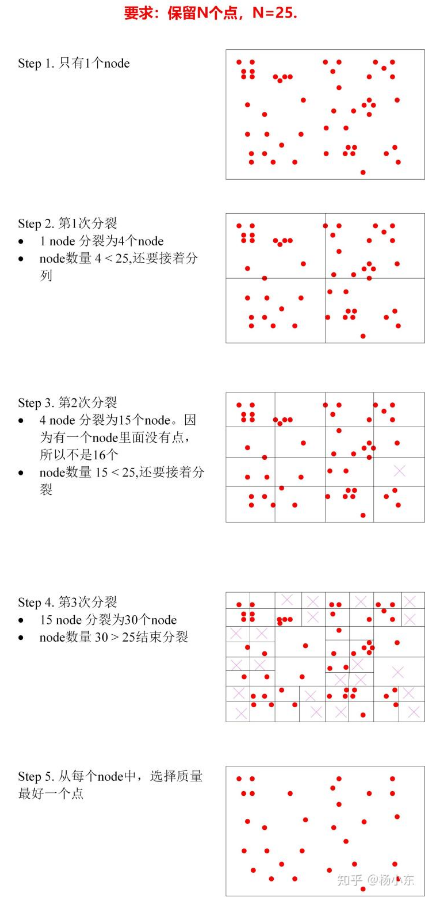 要求：保留N个点，N=25.
Step 1. 只有1个node
Step 2. 第1次分裂
• 1 node 分裂为4个node
• node数量 4 < 25,还要接着分
列
Step 3. 第2次分裂
• 4 node 分裂为15个node。因
为有一个node里面没有点，
所以不是16个
• node数量 15 < 25,还要接着分
裂
Step 4. 第3次分裂
• 15 node 分裂为30个node
• node数量 30 > 25结束分裂
Step 5. 从每个node中，选择质量
最好一个点
知乎 @杨小东